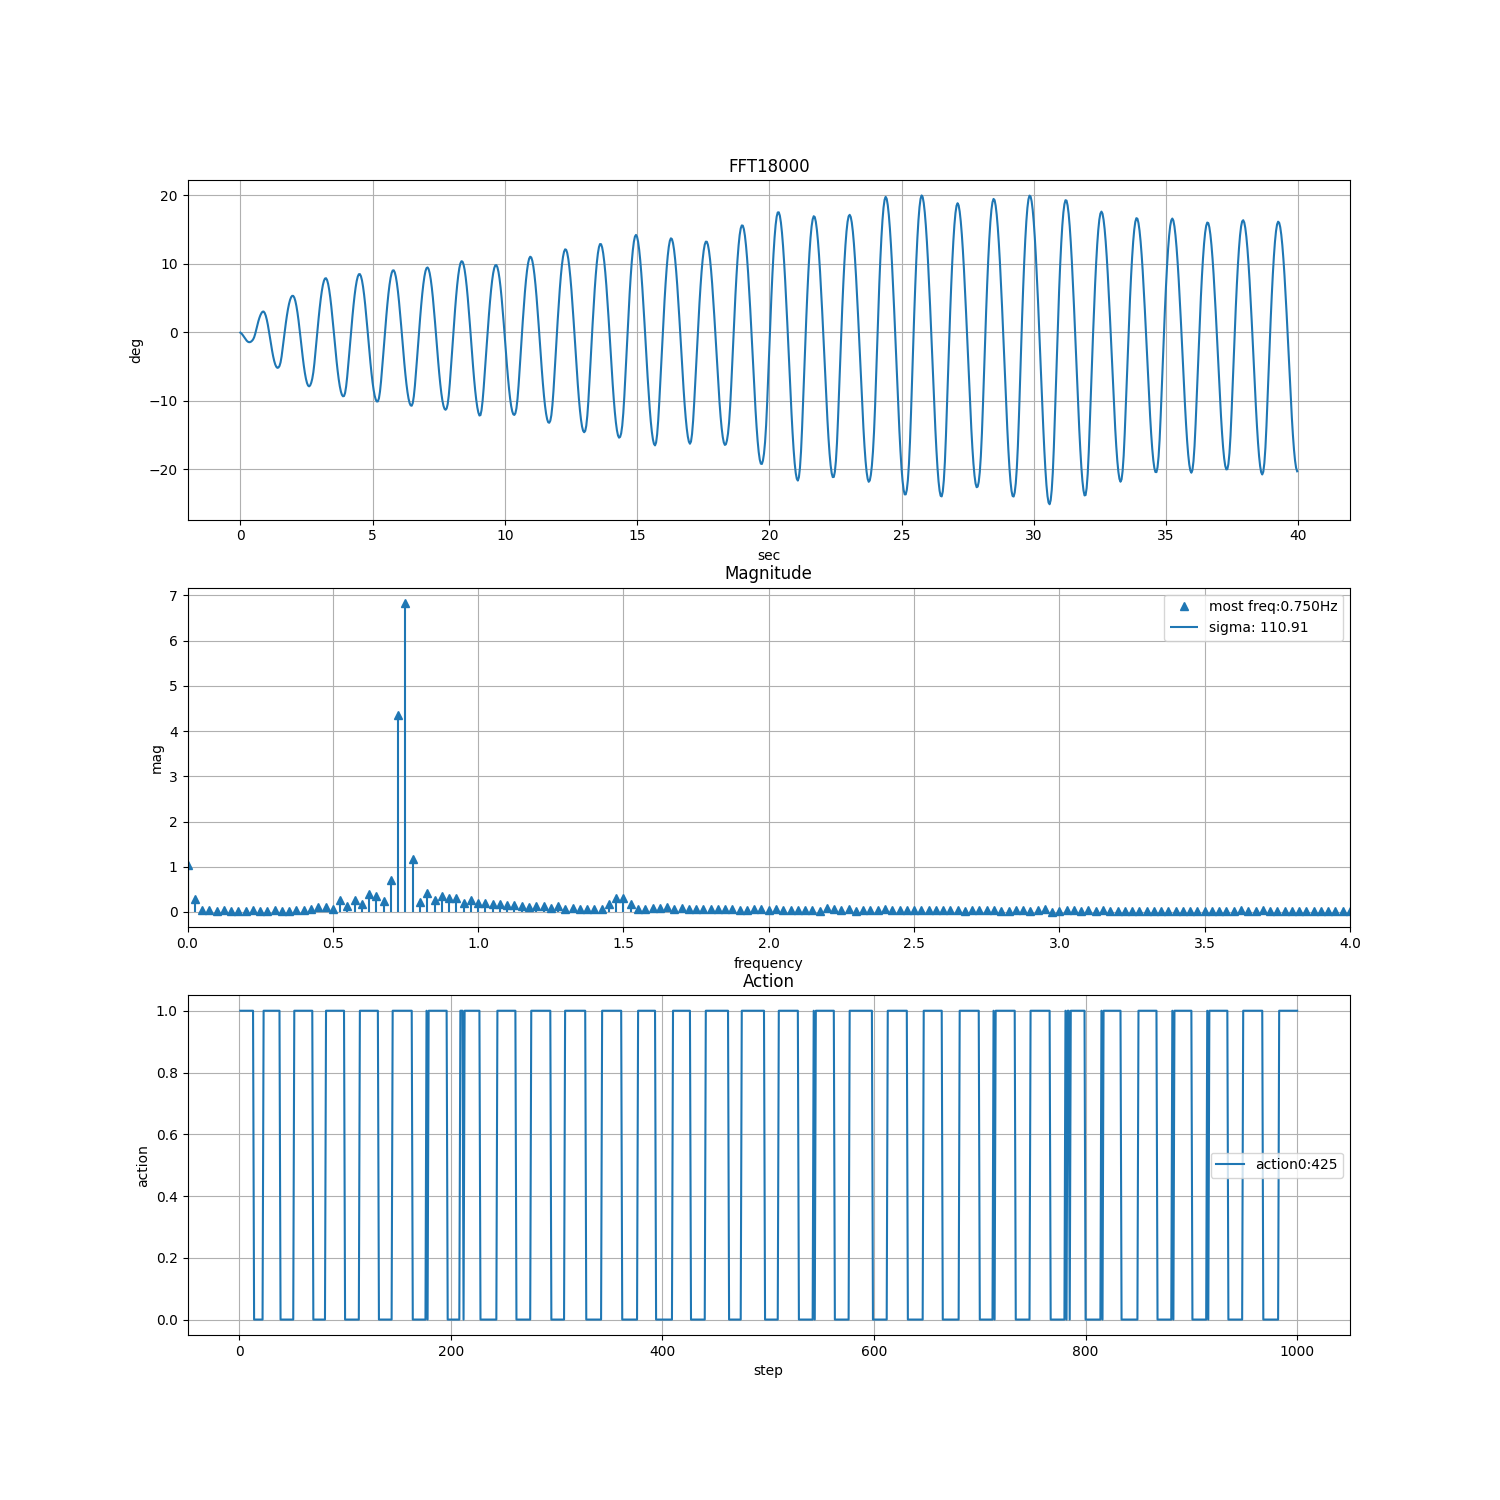 FFT18000
20
10
0
−10
−20
deg
0 5 10 15 20 25 30 35 40
sec
Magnitude
7
6
5
4
3
2
1
0
mag
most freq:0.750Hz
sigma: 110.91
0.0 0.5 1.0 1.5 2.0 2.5 3.0 3.5 4.0
frequency
Action
1.0
0.8
0.6
0.4
0.2
0.0
action
action0:425
0 200 400 600 800 1000
step